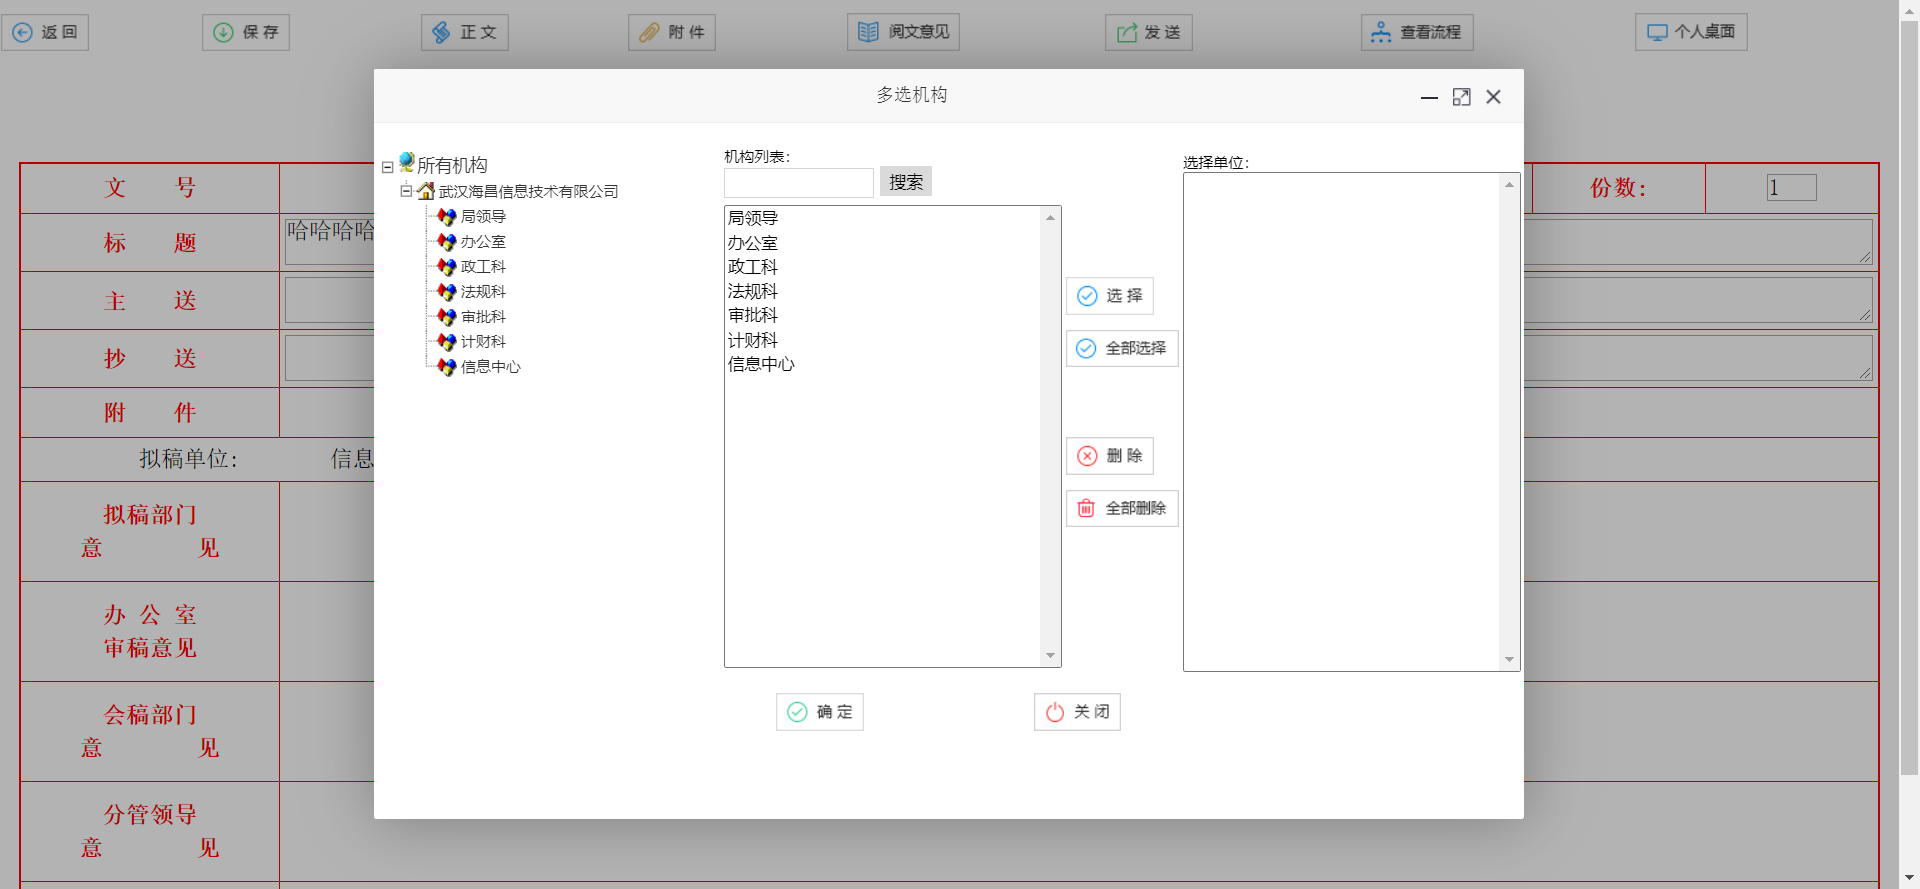 返 回
保 存
正 文
附 件
阅文意见
发 送
查看流程
个人桌面
多选机构
所有机构
武汉海昌信息技术有限公司
局领导
办公室
政工科
法规科
审批科
计财科
信息中心
机构列表:
搜索
局领导
办公室
政工科
法规科
审批科
计财科
信息中心
选 择
全部选择
删 除
全部删除
选择单位:
确 定
关 闭
文 号
份数:
1
标 题
哈哈哈哈
主 送
抄 送
附 件
拟稿单位:
信息
拟稿部门
意 见
办 公 室
审稿意见
会稿部门
意 见
分管领导
意 见